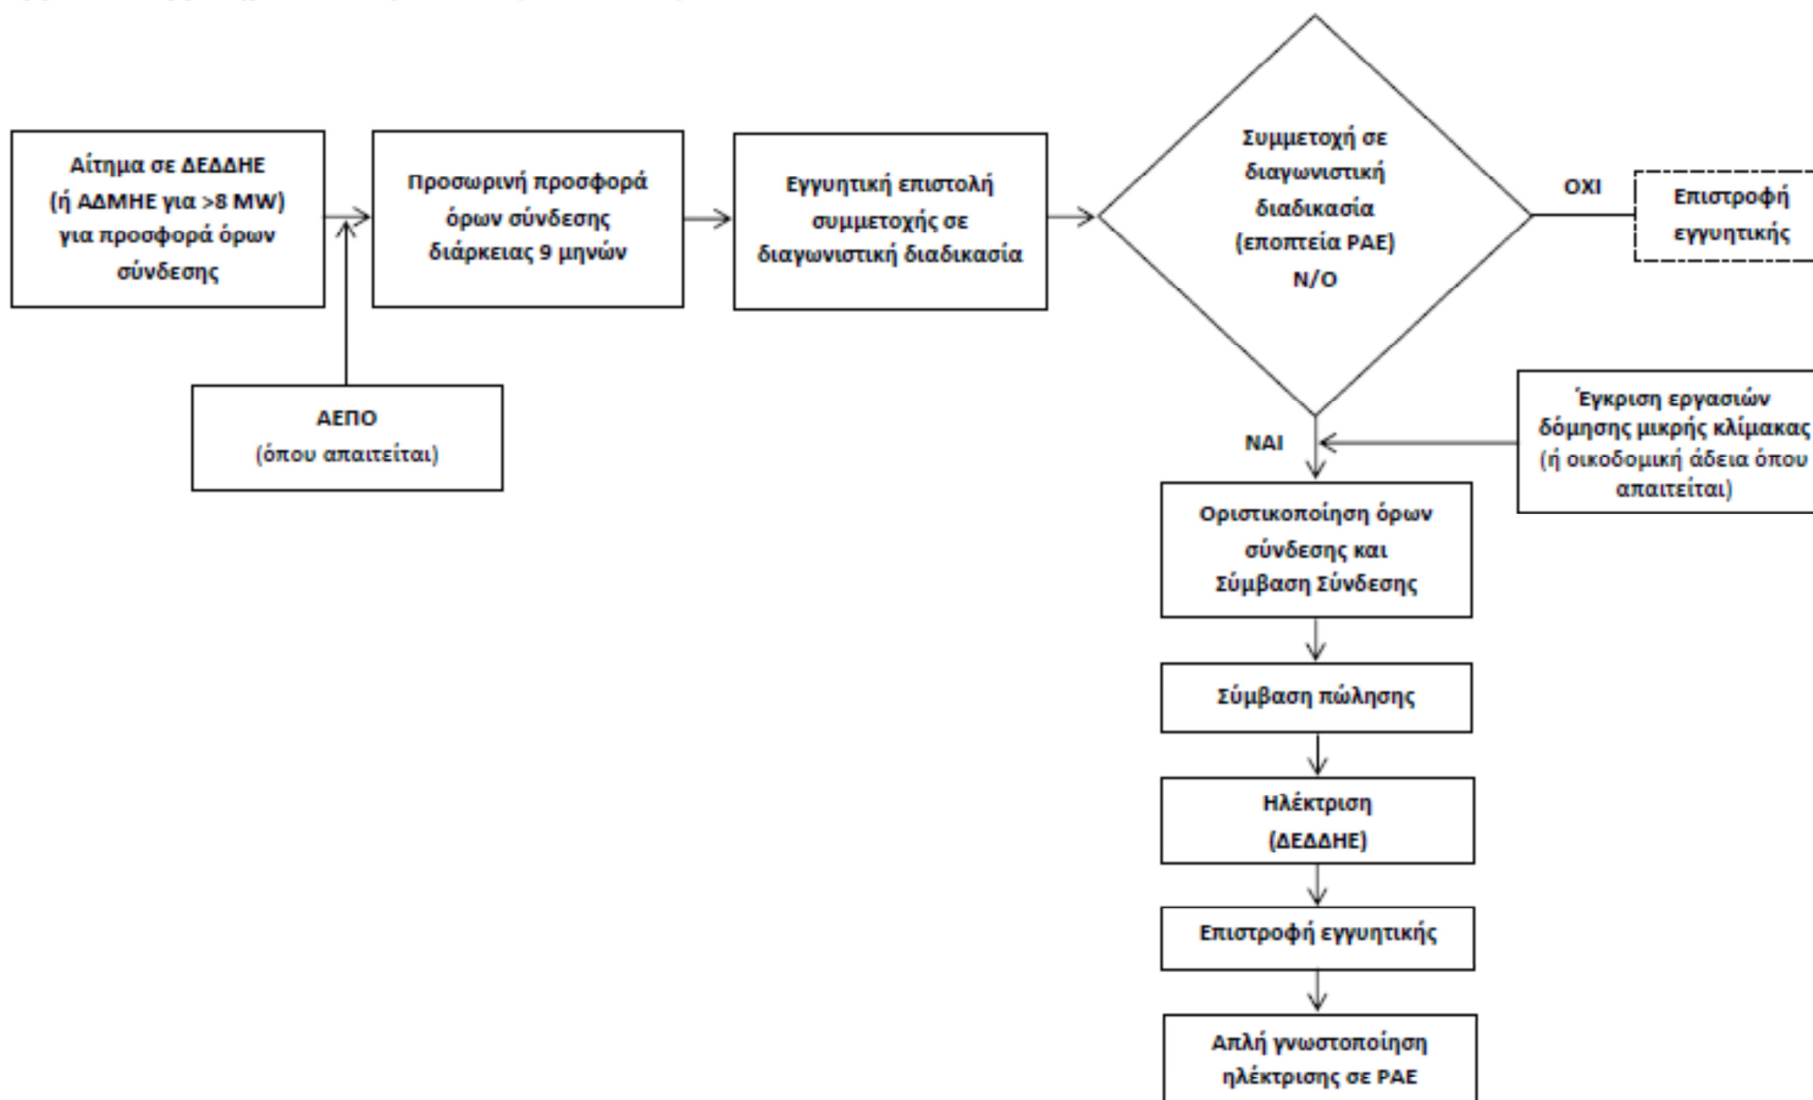 Αίτημα σε ΔΕΔΔΗΕ
(ή ΑΔΜΗΕ για >8 MW)
για προσφορά όρων
σύνδεσης
Προσωρινή προσφορά
όρων σύνδεσης
διάρκειας 9 μηνών
Εγγυητική επιστολή
συμμετοχής σε
διαγωνιστική διαδικασία
Συμμετοχή σε
διαγωνιστική
διαδικασία
(εποπτεία ΡΑΕ)
Ν/Ο
ΟΧΙ
Επιστροφή
εγγυητικής
ΑΕΠΟ
(όπου απαιτείται)
ΝΑΙ
Έγκριση εργασιών
δόμησης μικρής κλίμακας
(ή οικοδομική άδεια όπου
απαιτείται)
Οριστικοποίηση όρων
σύνδεσης και
Σύμβαση Σύνδεσης
Σύμβαση πώλησης
Ηλέκτριση
(ΔΕΔΔΗΕ)
Επιστροφή εγγυητικής
Απλή γνωστοποίηση
ηλέκτρισης σε ΡΑΕ